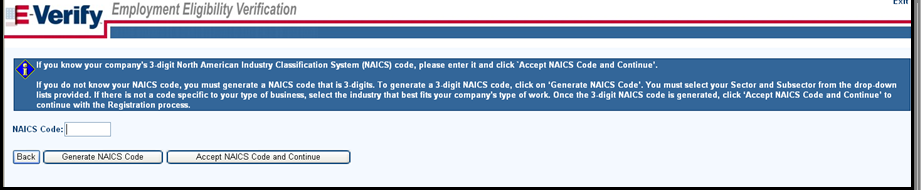 Exit
E-Verify Employment Eligibility Verification
If you know your company's 3-digit North American Industry Classification System (NAICS) code, please enter it and click 'Accept NAICS Code and Continue'.
If you do not know your NAICS code, you must generate a NAICS code that is 3-digits. To generate a 3-digit NAICS code, click on 'Generate NAICS Code'. You must select your Sector and Subsector from the drop-down
lists provided. If there is not a code specific to your type of business, select the industry that best fits your company's type of work. Once the 3-digit NAICS code is generated, click 'Accept NAICS Code and Continue' to
continue with the Registration process.
NAICS Code:
Back Generate NAICS Code Accept NAICS Code and Continue